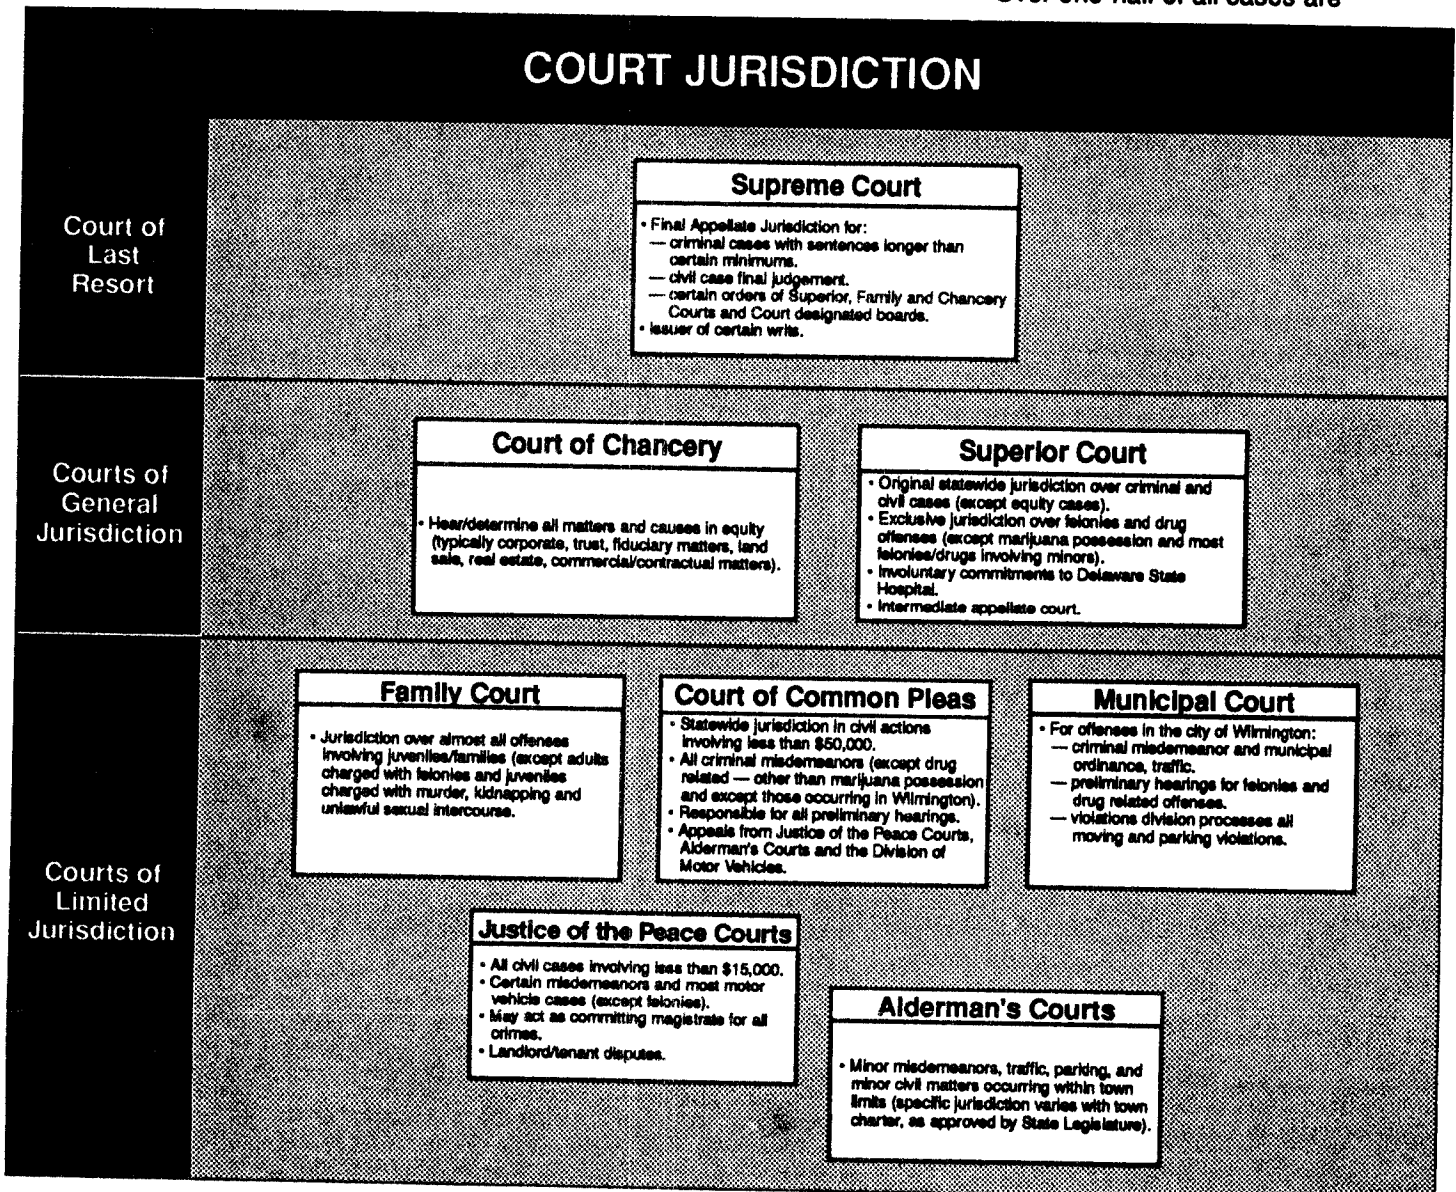 Over one-half of all cases are
COURT JURISDICTION
Court of
Last
Resort
Supreme Court
• Final Appellate Jurisdiction for:
— criminal cases with sentences longer than
certain minimums.
— civil case final judgement.
— certain orders of Superior, Family and Chancery
Courts and Court designated boards.
• Issuer of certain writs.
Courts of
General
Jurisdiction
Court of Chancery
• Hear/determine all matters and causes in equity
(typically corporate, trust, fiduciary matters, land
sale, real estate, commercial/contractual matters).
Superior Court
• Original statewide jurisdiction over criminal and
civil cases (except equity cases).
• Exclusive jurisdiction over felonies and drug
offenses (except marijuana possession and most
felonies/drugs involving minors).
• Involuntary commitments to Delaware State
Hospital.
• Intermediate appellate court.
Courts of
Limited
Jurisdiction
Family Court
• Jurisdiction over almost all offenses
involving juveniles/families (except adults
charged with felonies and juveniles
charged with murder, kidnapping and
unlawful sexual intercourse.
Court of Common Pleas
• Statewide jurisdiction in civil actions
involving less than $50,000.
• All criminal misdemeanors (except drug
related — other than marijuana possession
and except those occurring in Wilmington).
• Responsible for all preliminary hearings.
• Appeals from Justice of the Peace Courts,
Alderman's Courts and the Division of
Motor Vehicles.
Municipal Court
• For offenses in the city of Wilmington:
— criminal misdemeanor and municipal
ordinance, traffic.
— preliminary hearings for felonies and
drug related offenses.
— violations division processes all
moving and parking violations.
Justice of the Peace Courts
• All civil cases involving less than $15,000.
• Certain misdemeanors and most motor
vehicle cases (except felonies).
• May act as committing magistrate for all
crimes.
• Landlord/tenant disputes.
Alderman's Courts
• Minor misdemeanors, traffic, parking, and
minor civil matters occurring within town
limits (specific jurisdiction varies with town
charter, as approved by State Legislature).